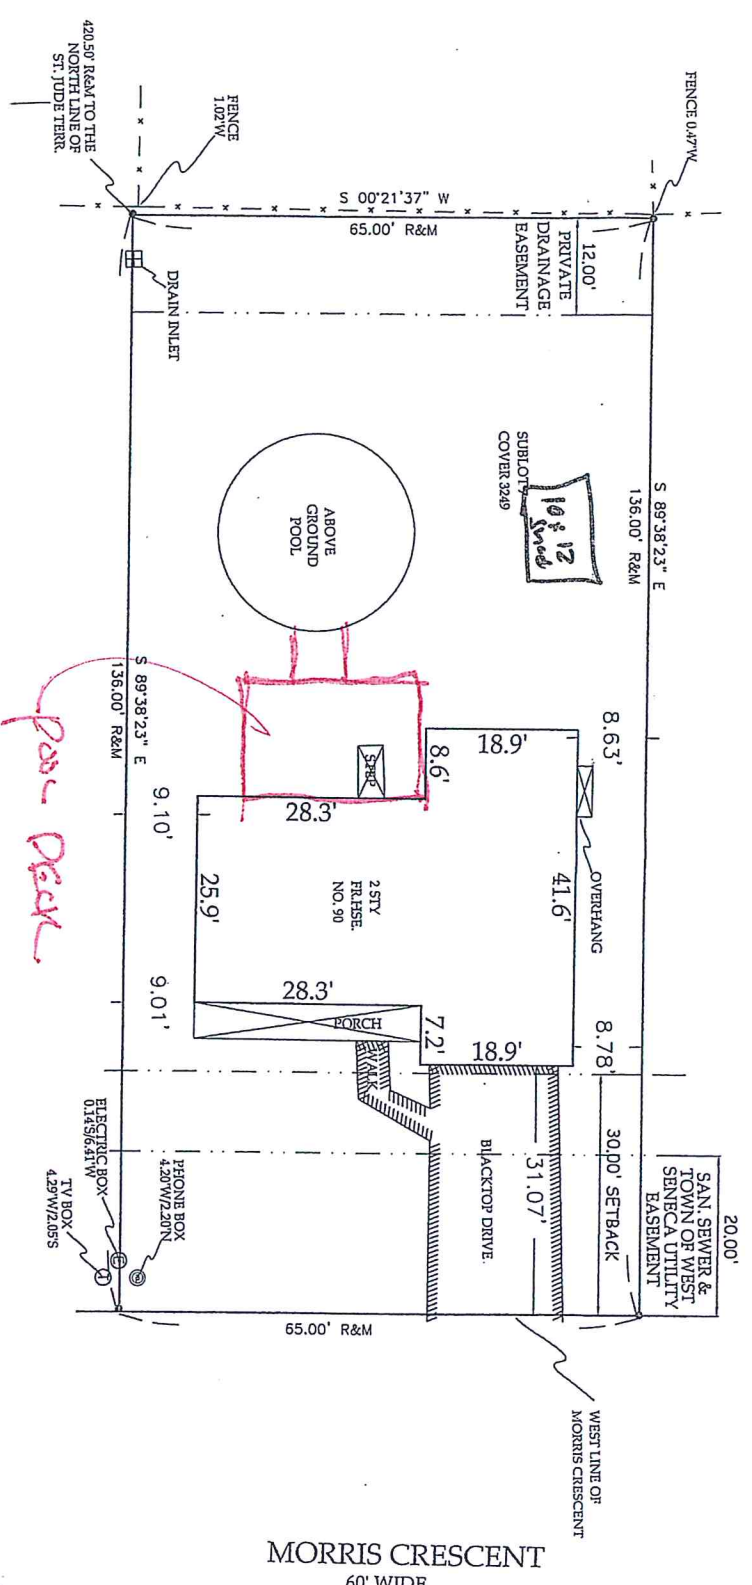 FENCE 0.47'W
FENCE
1.02'W
420.50' R&M TO THE
NORTH LINE OF
ST. JUDE TERR.
S 00°21'37" W
65.00' R&M
12.00'
PRIVATE
DRAINAGE
EASEMENT
DRAIN INLET
S 89°38'23" E
136.00' R&M
SUBLOT 7
COVER 3249
10 x 12
Shed
ABOVE
GROUND
POOL
S 89°38'23" E
136.00' R&M
POOL DECK
8.63'
18.9'
8.6'
STEP
28.3'
9.10'
OVERHANG
41.6'
2 STY
FR.HSE.
NO. 90
25.9'
28.3'
9.01'
PORCH
7.2'
18.9'
8.78'
WALK
BLACKTOP DRIVE
31.07'
30.00' SETBACK
20.00'
SAN. SEWER &
TOWN OF WEST
SENECA UTILITY
EASEMENT
ELECTRIC BOX
0.14'S/6.41'W
E
PHONE BOX
4.20'W/2.20'N
TV BOX
4.29'W/2.05'S
T
65.00' R&M
WEST LINE OF
MORRIS CRESCENT
MORRIS CRESCENT
60' WIDE